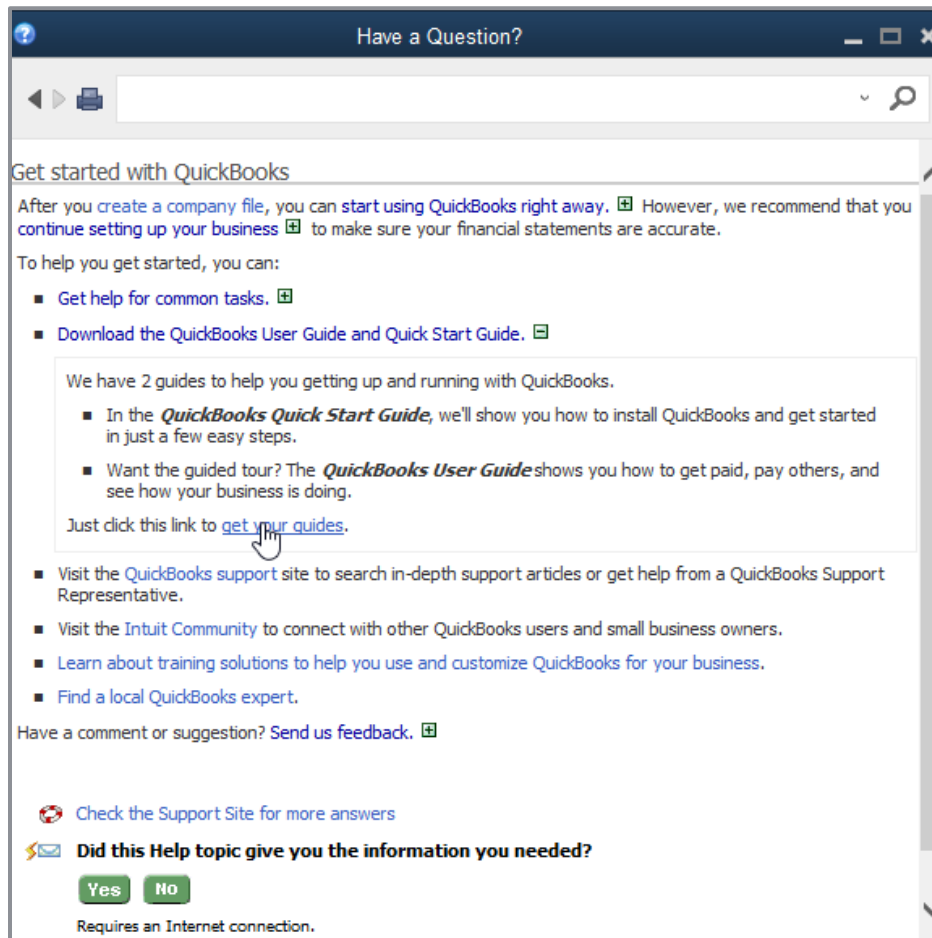 Have a Question?
Get started with QuickBooks
After you create a company file, you can start using QuickBooks right away. However, we recommend that you
continue setting up your business to make sure your financial statements are accurate.
To help you get started, you can:
Get help for common tasks.
Download the QuickBooks User Guide and Quick Start Guide.
We have 2 guides to help you getting up and running with QuickBooks.
In the QuickBooks Quick Start Guide, we'll show you how to install QuickBooks and get started
in just a few easy steps.
Want the guided tour? The QuickBooks User Guide shows you how to get paid, pay others, and
see how your business is doing.
Just click this link to get your guides.
Visit the QuickBooks support site to search in-depth support articles or get help from a QuickBooks Support
Representative.
Visit the Intuit Community to connect with other QuickBooks users and small business owners.
Learn about training solutions to help you use and customize QuickBooks for your business.
Find a local QuickBooks expert.
Have a comment or suggestion? Send us feedback.
Check the Support Site for more answers
Did this Help topic give you the information you needed?
Yes No
Requires an Internet connection.